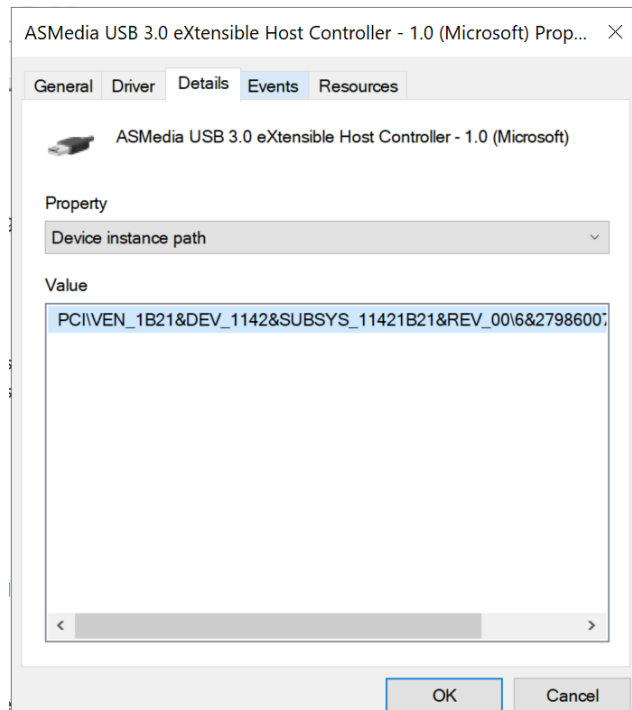 ASMedia USB 3.0 eXtensible Host Controller - 1.0 (Microsoft) Prop...
General Driver Details Events Resources
ASMedia USB 3.0 eXtensible Host Controller - 1.0 (Microsoft)
Property
Device instance path
Value
PCI\VEN_1B21&DEV_1142&SUBSYS_11421B21&REV_00\6&27986007
OK Cancel